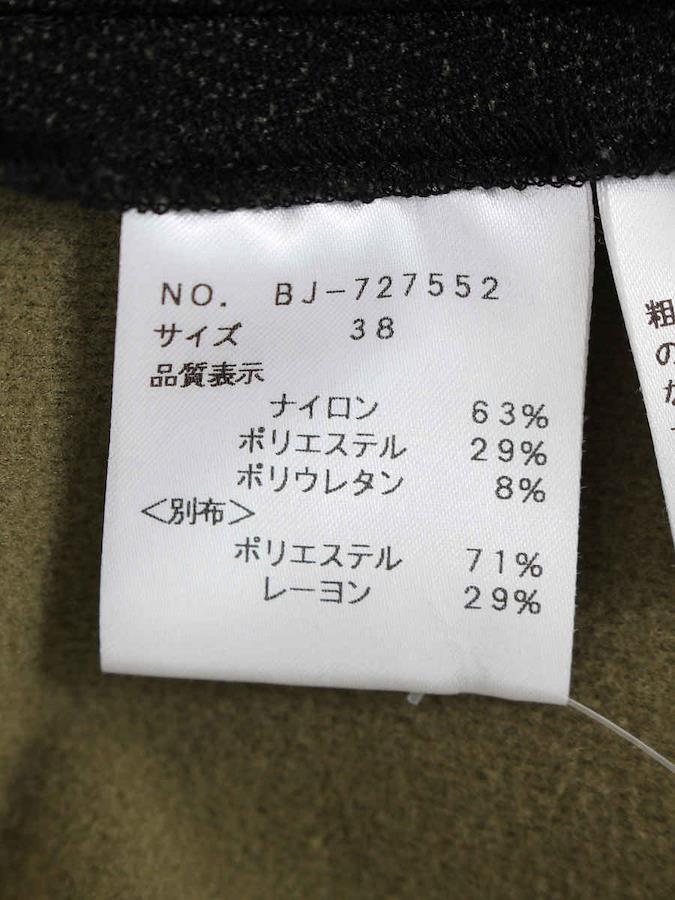 NO. BJ-727552
サイズ 38
品質表示
ナイロン 63%
ポリエステル 29%
ポリウレタン 8%
<別布>
ポリエステル 71%
レーヨン 29%
粗
の